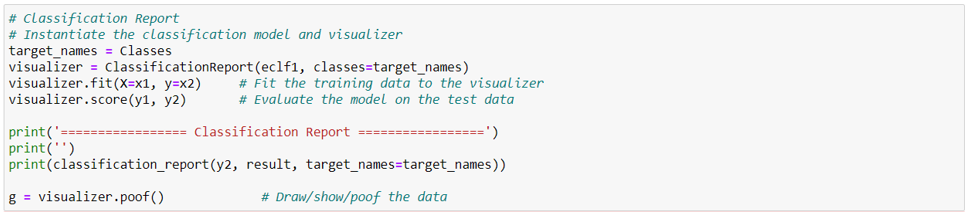 # Classification Report
# Instantiate the classification model and visualizer
target_names = Classes
visualizer = ClassificationReport(eclf1, classes=target_names)
visualizer.fit(X=x1, y=x2)     # Fit the training data to the visualizer
visualizer.score(y1, y2)       # Evaluate the model on the test data

print('================= Classification Report =================')
print('')
print(classification_report(y2, result, target_names=target_names))

g = visualizer.poof()             # Draw/show/poof the data